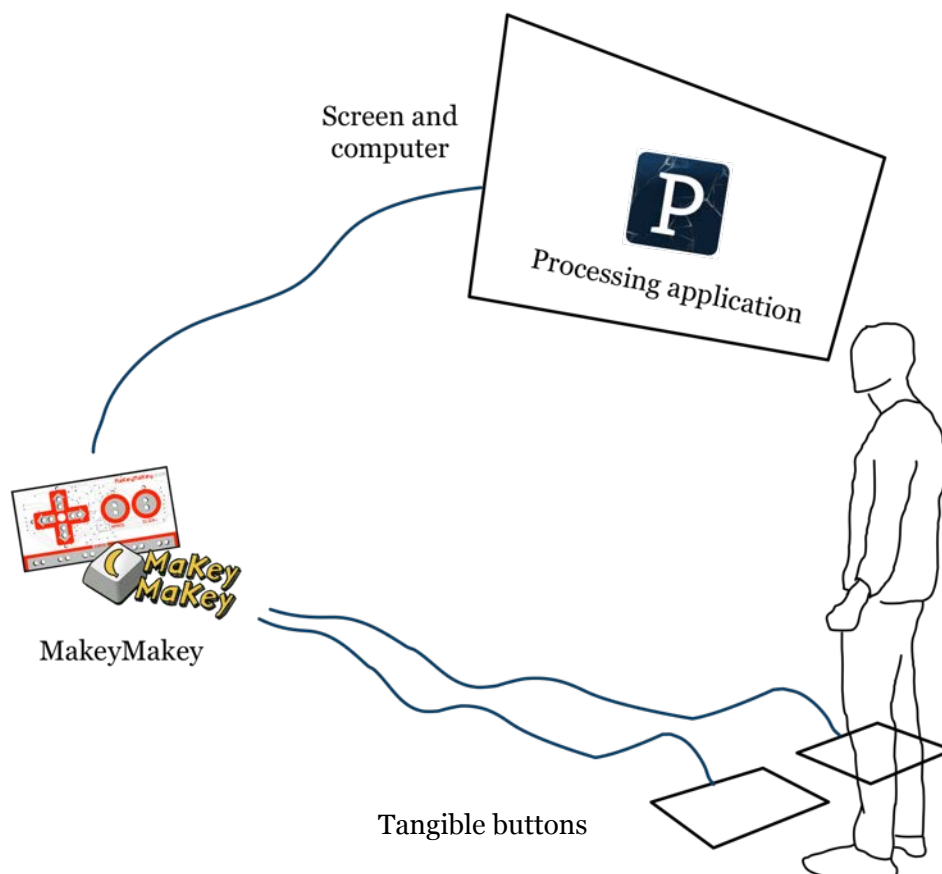 Screen and
computer
P
Processing application
MaKey
MaKey
MakeyMakey
Tangible buttons